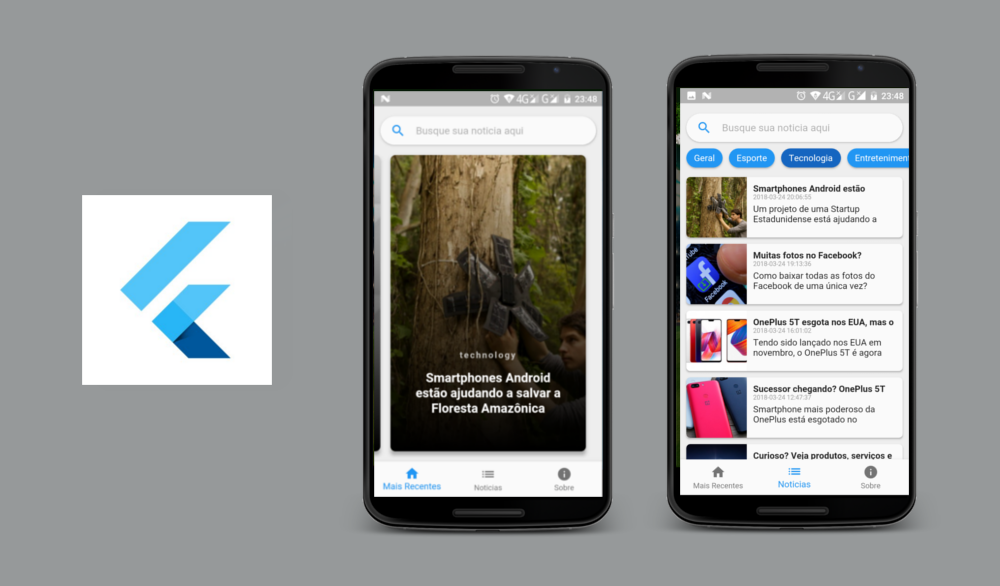 4G G 23:48
Busque sua noticia aqui
technology
Smartphones Android
estão ajudando a salvar a
Floresta Amazônica
Mais Recentes
Noticias
Sobre
4G G 23:48
Busque sua noticia aqui
Geral
Esporte
Tecnologia
Entretenimen
Smartphones Android estão
2018-03-24 20:06:55
Um projeto de uma Startup
Estadunidense está ajudando a
Muitas fotos no Facebook?
2018-03-24 19:13:36
Como baixar todas as fotos do
Facebook de uma única vez?
Facebook
OnePlus 5T esgota nos EUA, mas o
2018-03-24 16:01:02
Tendo sido lançado nos EUA em
novembro, o OnePlus 5T é agora
Sucessor chegando? OnePlus 5T
2018-03-24 12:47:37
Smartphone mais poderoso da
OnePlus está esgotado no
Curioso? Veja produtos, serviços e
Mais Recentes
Noticias
Sobre